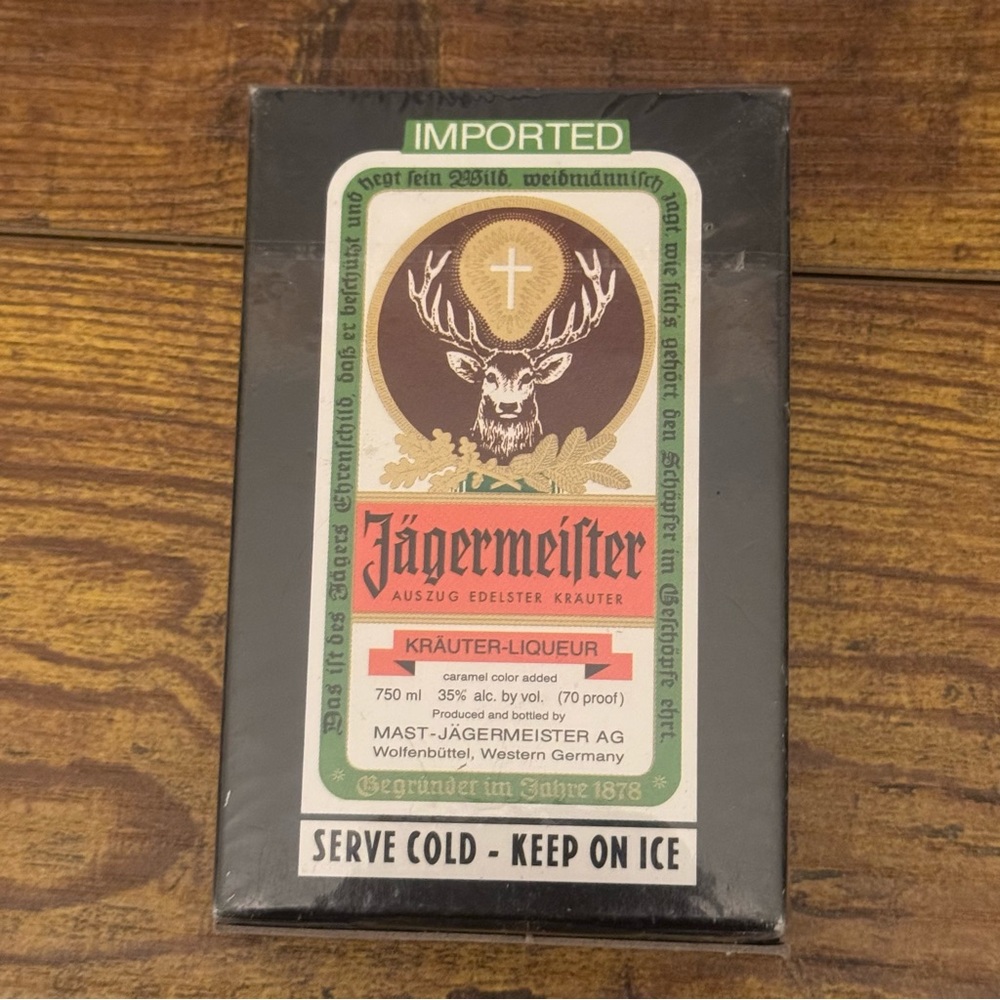 IMPORTED
Das ist des Jägers Ehrenschild, daß er beschützt und hegt sein Wild, weidmännisch jagt, wie sich's gehört, den Schöpfer im Geschöpfe ehrt.
Jägermeister
AUSZUG EDELSTER KRÄUTER
KRÄUTER-LIQUEUR
caramel color added
750 ml 35% alc. by vol. (70 proof)
Produced and bottled by
MAST-JÄGERMEISTER AG
Wolfenbüttel, Western Germany
Gegründet im Jahre 1878
SERVE COLD - KEEP ON ICE